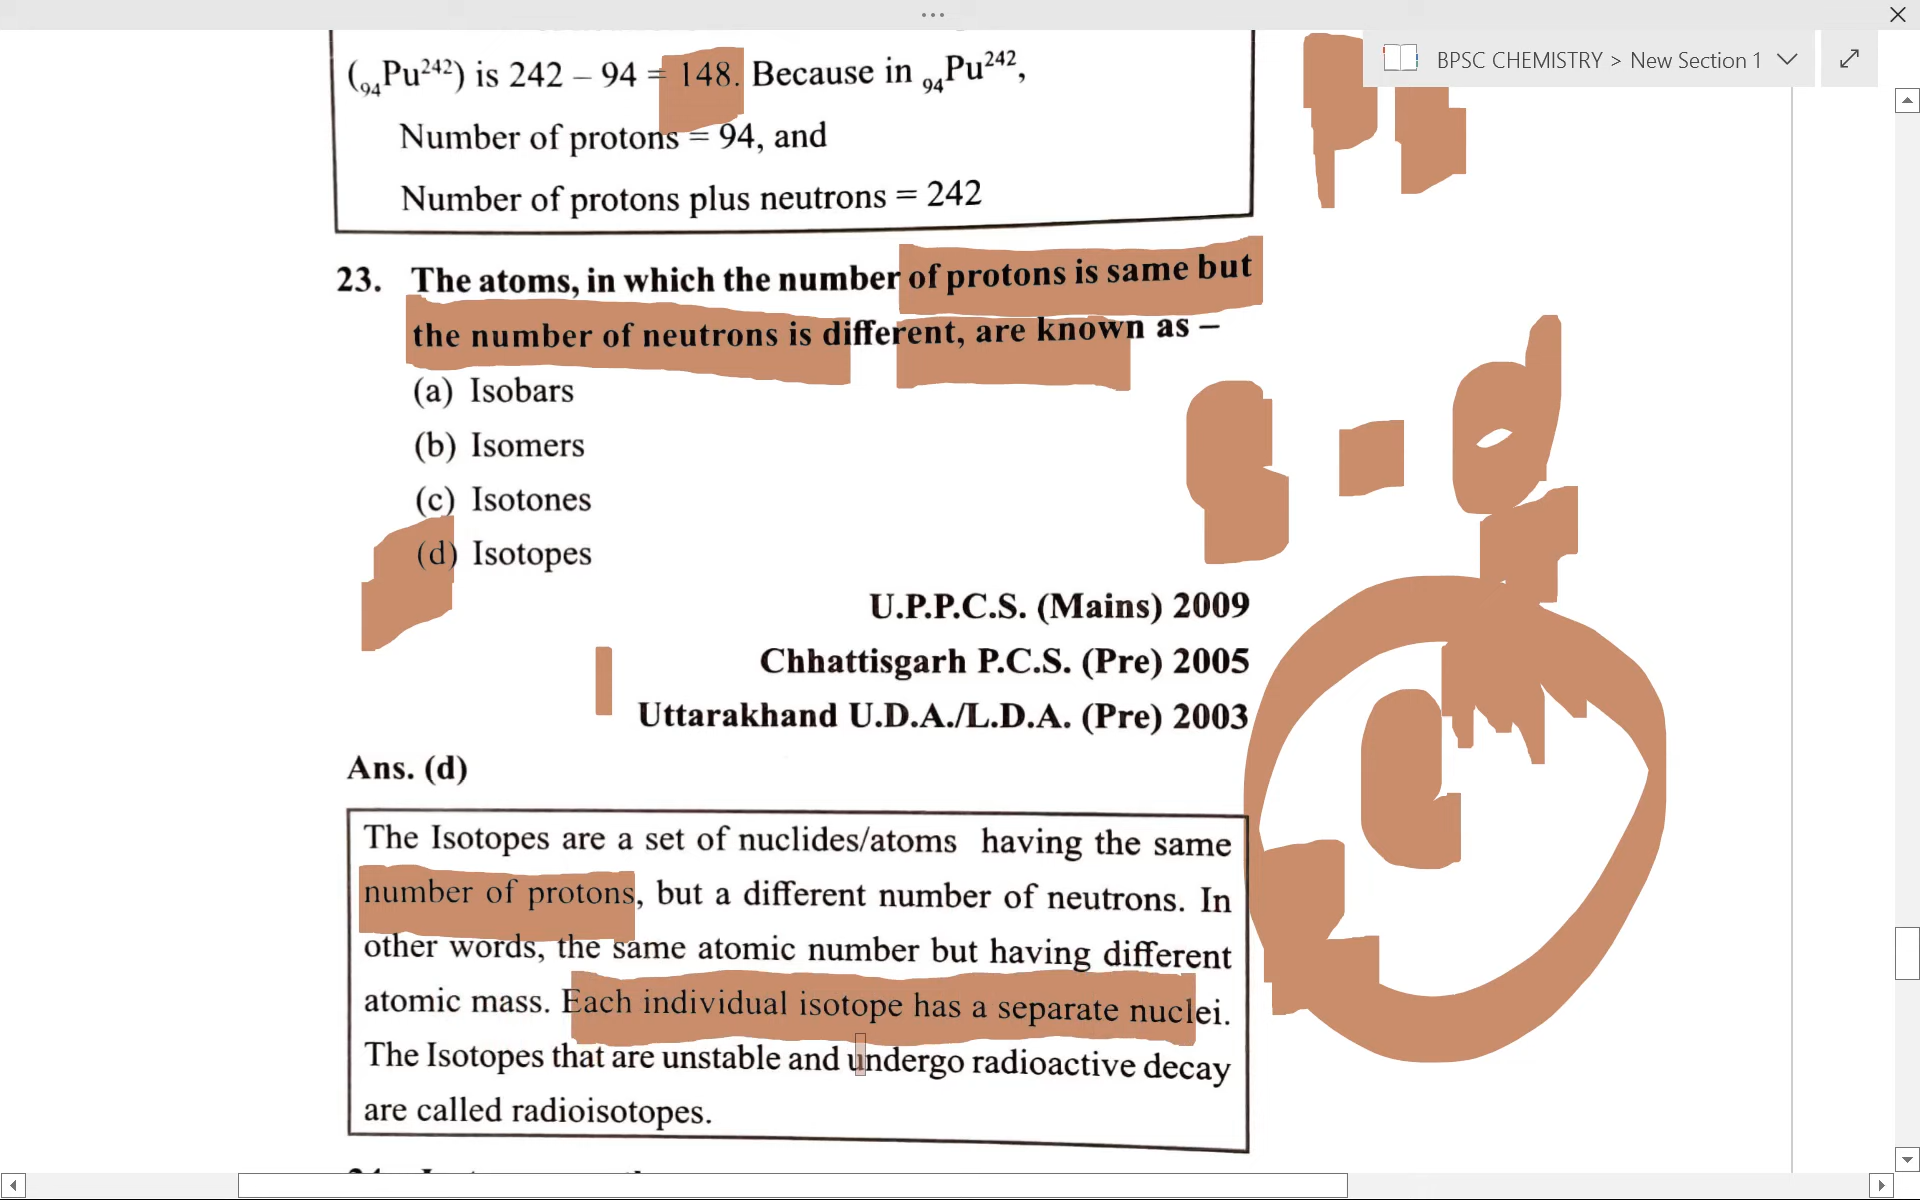 BPSC CHEMISTRY > New Section 1
(₉₄Pu²⁴²) is 242 – 94 = 148. Because in ₉₄Pu²⁴²,
Number of protons = 94, and
Number of protons plus neutrons = 242
23. The atoms, in which the number of protons is same but
the number of neutrons is different, are known as –
(a) Isobars
(b) Isomers
(c) Isotones
(d) Isotopes
U.P.P.C.S. (Mains) 2009
Chhattisgarh P.C.S. (Pre) 2005
Uttarakhand U.D.A./L.D.A. (Pre) 2003
Ans. (d)
The Isotopes are a set of nuclides/atoms having the same
number of protons, but a different number of neutrons. In
other words, the same atomic number but having different
atomic mass. Each individual isotope has a separate nuclei.
The Isotopes that are unstable and undergo radioactive decay
are called radioisotopes.